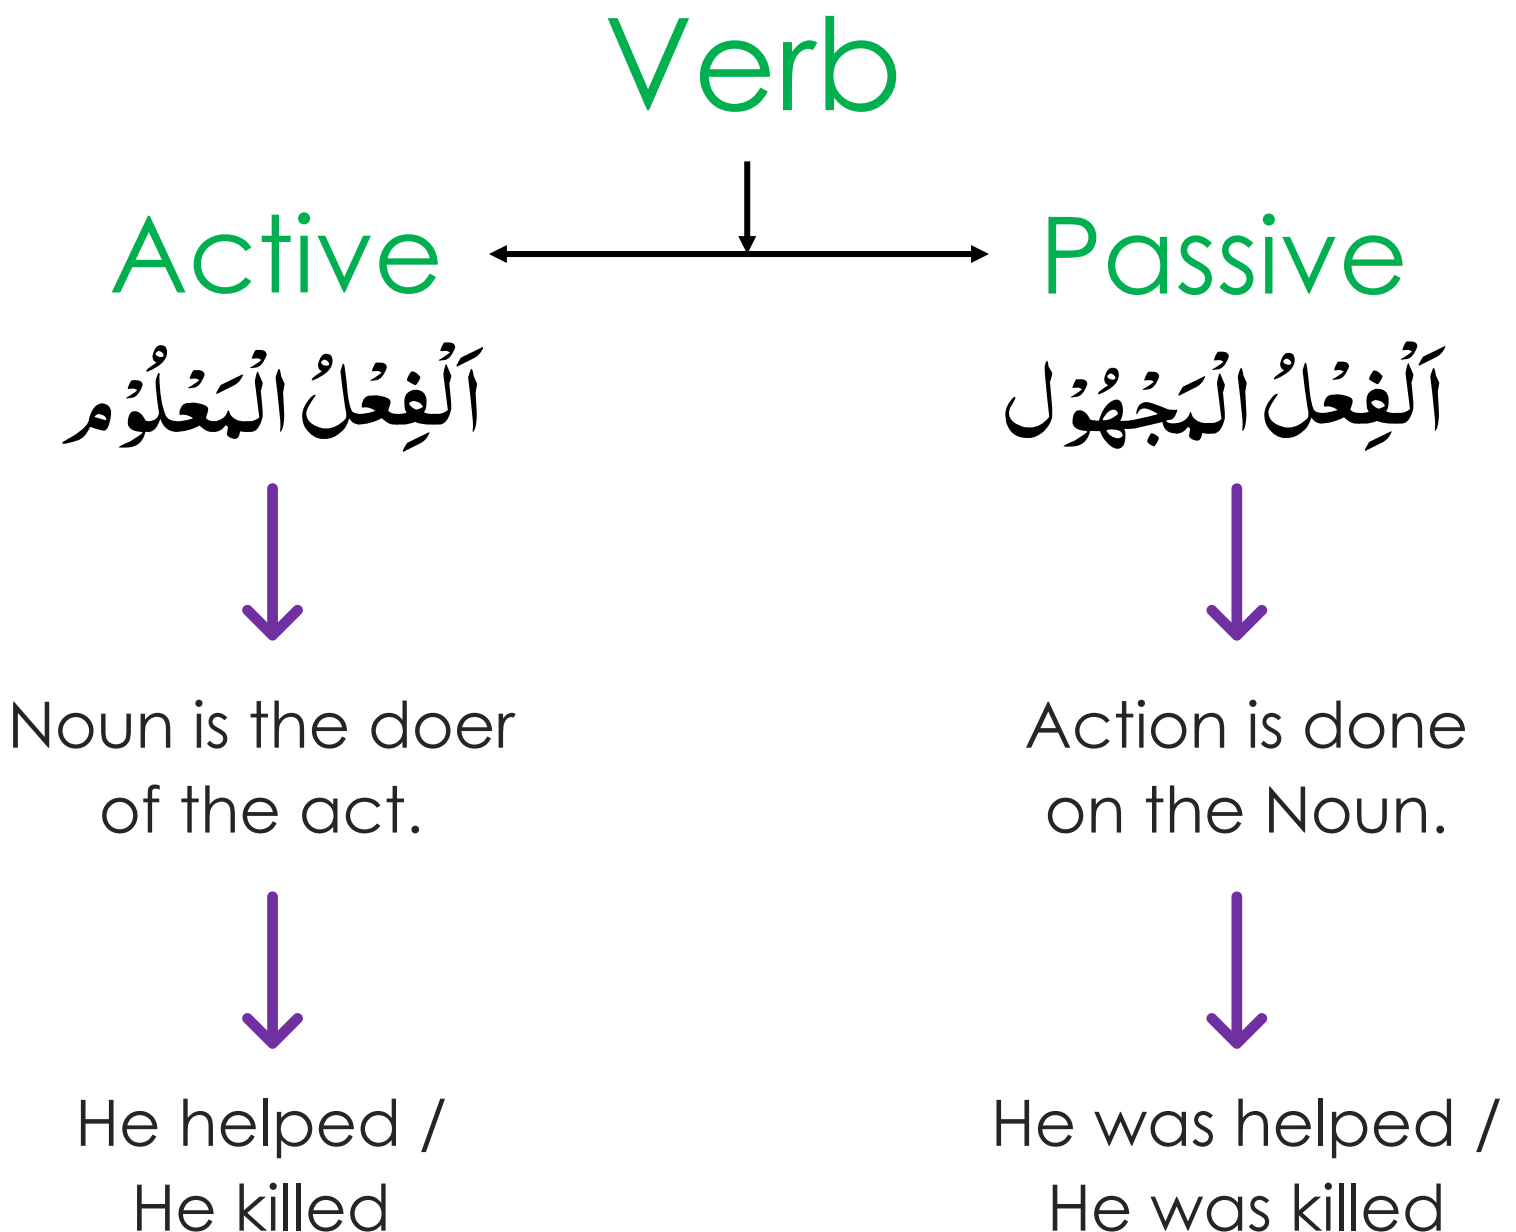 Verb
Active
Passive
اَلْفِعْلُ الْمَعْلُوْم
اَلْفِعْلُ الْمَجْهُوْل
Noun is the doer
of the act.
Action is done
on the Noun.
He helped /
He killed
He was helped /
He was killed